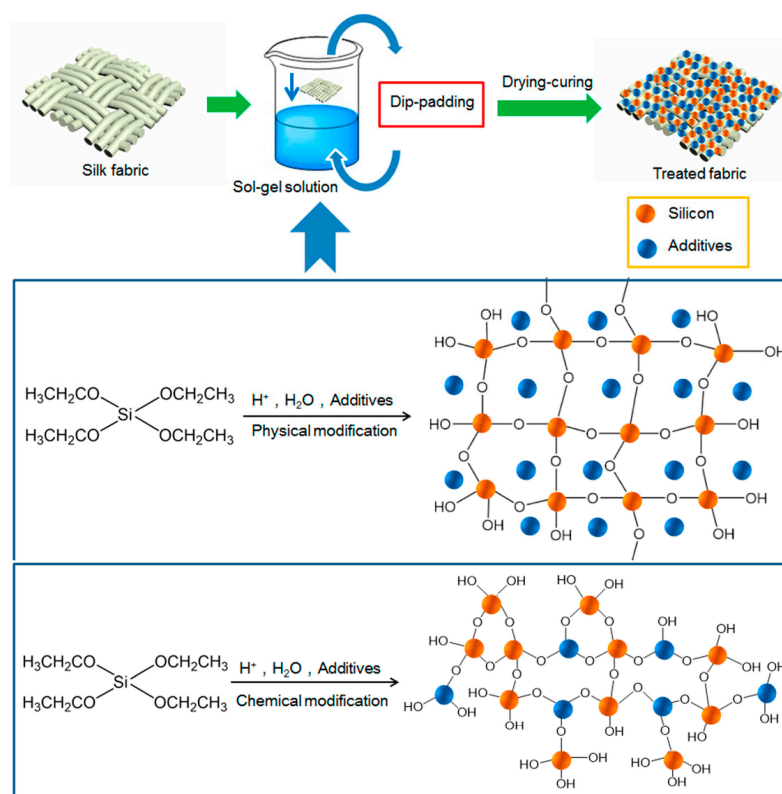 Silk fabric
Sol-gel solution
Dip-padding
Drying-curing
Treated fabric
Silicon
Additives
H₃CH₂CO
OCH₂CH₃
Si
H₃CH₂CO
OCH₂CH₃
H⁺ , H₂O , Additives
Physical modification
O
O
HO
OH
O
O
O
OH
O
O
O
O
HO
O
O
O
OH
O
O
O
O
HO
O
O
O
OH
OH
OH
OH
O
H₃CH₂CO
OCH₂CH₃
Si
H₃CH₂CO
OCH₂CH₃
H⁺ , H₂O , Additives
Chemical modification
HO
OH
HO
OH
O
O
O
O
OH
OH
HO
O
O
O
O
O
OH
OH
O
O
O
OH
HO
OH
HO
O
O
O
O
O
O
OH
OH
OH
O
O
HO
OH
OH
OH
HO
OH
OH